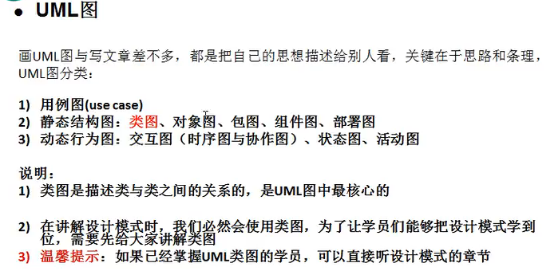 • UML图
画UML图与写文章差不多，都是把自己的思想描述给别人看，关键在于思路和条理，
UML图分类：
1) 用例图(use case)
2) 静态结构图：类图、对象图、包图、组件图、部署图
3) 动态行为图：交互图（时序图与协作图）、状态图、活动图
说明：
1) 类图是描述类与类之间的关系的，是UML图中最核心的
2) 在讲解设计模式时，我们必然会使用类图，为了让学员们能够把设计模式学到
位，需要先给大家讲解类图
3) 温馨提示：如果已经掌握UML类图的学员，可以直接听设计模式的章节